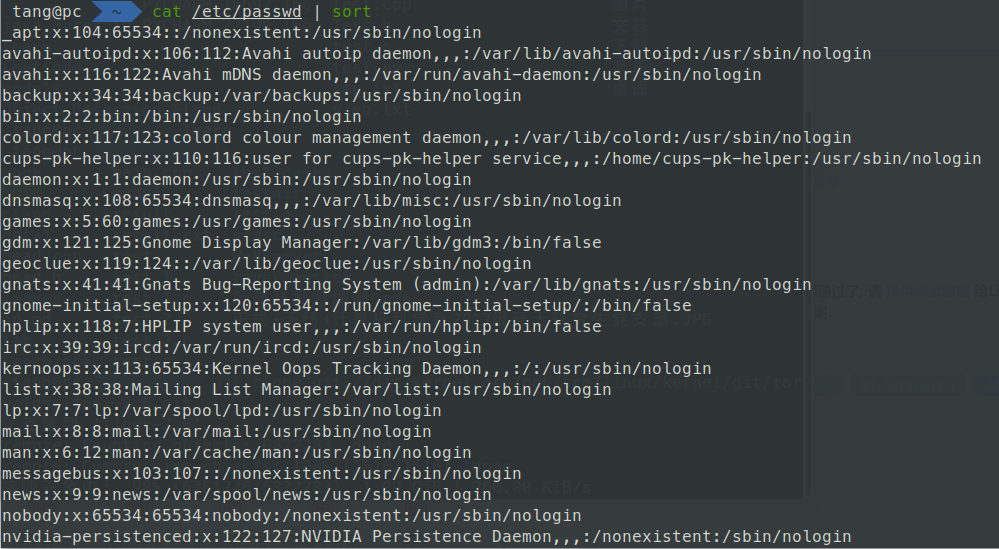 tang@pc ~ cat /etc/passwd | sort
_apt:x:104:65534::/nonexistent:/usr/sbin/nologin
avahi-autoipd:x:106:112:Avahi autoip daemon,,,:/var/lib/avahi-autoipd:/usr/sbin/nologin
avahi:x:116:122:Avahi mDNS daemon,,,:/var/run/avahi-daemon:/usr/sbin/nologin
backup:x:34:34:backup:/var/backups:/usr/sbin/nologin
bin:x:2:2:bin:/bin:/usr/sbin/nologin
colord:x:117:123:colord colour management daemon,,,:/var/lib/colord:/usr/sbin/nologin
cups-pk-helper:x:110:116:user for cups-pk-helper service,,,:/home/cups-pk-helper:/usr/sbin/nologin
daemon:x:1:1:daemon:/usr/sbin:/usr/sbin/nologin
dnsmasq:x:108:65534:dnsmasq,,,:/var/lib/misc:/usr/sbin/nologin
games:x:5:60:games:/usr/games:/usr/sbin/nologin
gdm:x:121:125:Gnome Display Manager:/var/lib/gdm3:/bin/false
geoclue:x:119:124::/var/lib/geoclue:/usr/sbin/nologin
gnats:x:41:41:Gnats Bug-Reporting System (admin):/var/lib/gnats:/usr/sbin/nologin
gnome-initial-setup:x:120:65534::/run/gnome-initial-setup/:/bin/false
hplip:x:118:7:HPLIP system user,,,:/var/run/hplip:/bin/false
irc:x:39:39:ircd:/var/run/ircd:/usr/sbin/nologin
kernoops:x:113:65534:Kernel Oops Tracking Daemon,,,:/:/usr/sbin/nologin
list:x:38:38:Mailing List Manager:/var/list:/usr/sbin/nologin
lp:x:7:7:lp:/var/spool/lpd:/usr/sbin/nologin
mail:x:8:8:mail:/var/mail:/usr/sbin/nologin
man:x:6:12:man:/var/cache/man:/usr/sbin/nologin
messagebus:x:103:107::/nonexistent:/usr/sbin/nologin
news:x:9:9:news:/var/spool/news:/usr/sbin/nologin
nobody:x:65534:65534:nobody:/nonexistent:/usr/sbin/nologin
nvidia-persistenced:x:122:127:NVIDIA Persistence Daemon,,,:/nonexistent:/usr/sbin/nologin